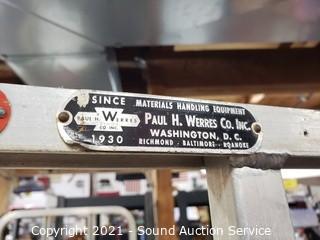 SINCE MATERIALS HANDLING EQUIPMENT
W
PAUL H. WERRES
CO. INC.
PAUL H. WERRES CO. INC.
WASHINGTON, D.C.
1930 RICHMOND - BALTIMORE - ROANOKE
Copyright 2021 - Sound Auction Service